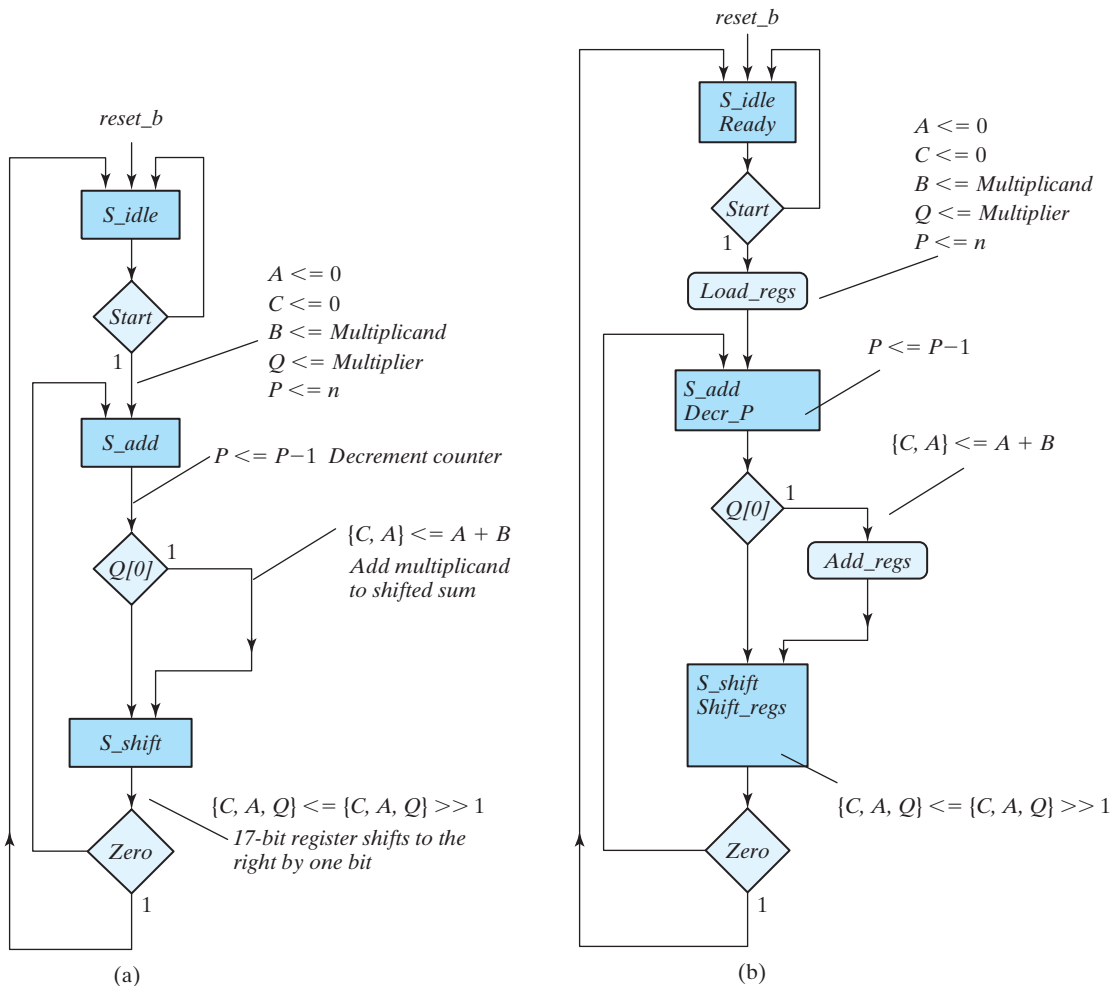 reset_b
S_idle
Start
1
A <= 0
C <= 0
B <= Multiplicand
Q <= Multiplier
P <= n
S_add
P <= P−1 Decrement counter
Q[0]
1
{C, A} <= A + B
Add multiplicand
to shifted sum
S_shift
{C, A, Q} <= {C, A, Q} >> 1
17-bit register shifts to the
right by one bit
Zero
1
(a)
reset_b
S_idle
Ready
Start
1
A <= 0
C <= 0
B <= Multiplicand
Q <= Multiplier
P <= n
Load_regs
P <= P−1
S_add
Decr_P
{C, A} <= A + B
Q[0]
1
Add_regs
S_shift
Shift_regs
{C, A, Q} <= {C, A, Q} >> 1
Zero
1
(b)